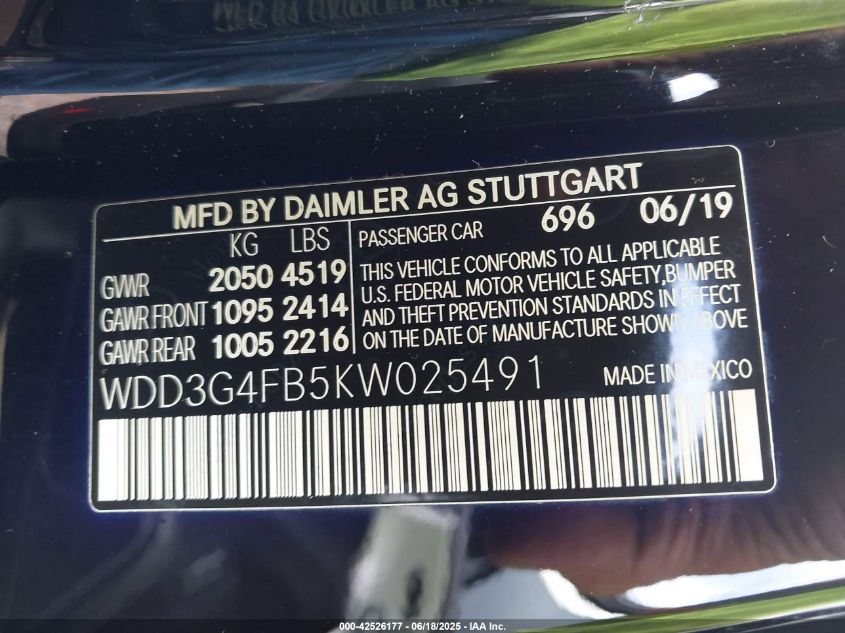 MFD BY DAIMLER AG STUTTGART
KG LBS
GVWR 2050 4519
GAWR FRONT 1095 2414
GAWR REAR 1005 2216
PASSENGER CAR 696 06/19
THIS VEHICLE CONFORMS TO ALL APPLICABLE
U.S. FEDERAL MOTOR VEHICLE SAFETY,BUMPER
AND THEFT PREVENTION STANDARDS IN EFFECT
ON THE DATE OF MANUFACTURE SHOWN ABOVE
WDD3G4FB5KW025491
MADE IN MEXICO
000-42526177 - 06/18/2025 - IAA Inc.